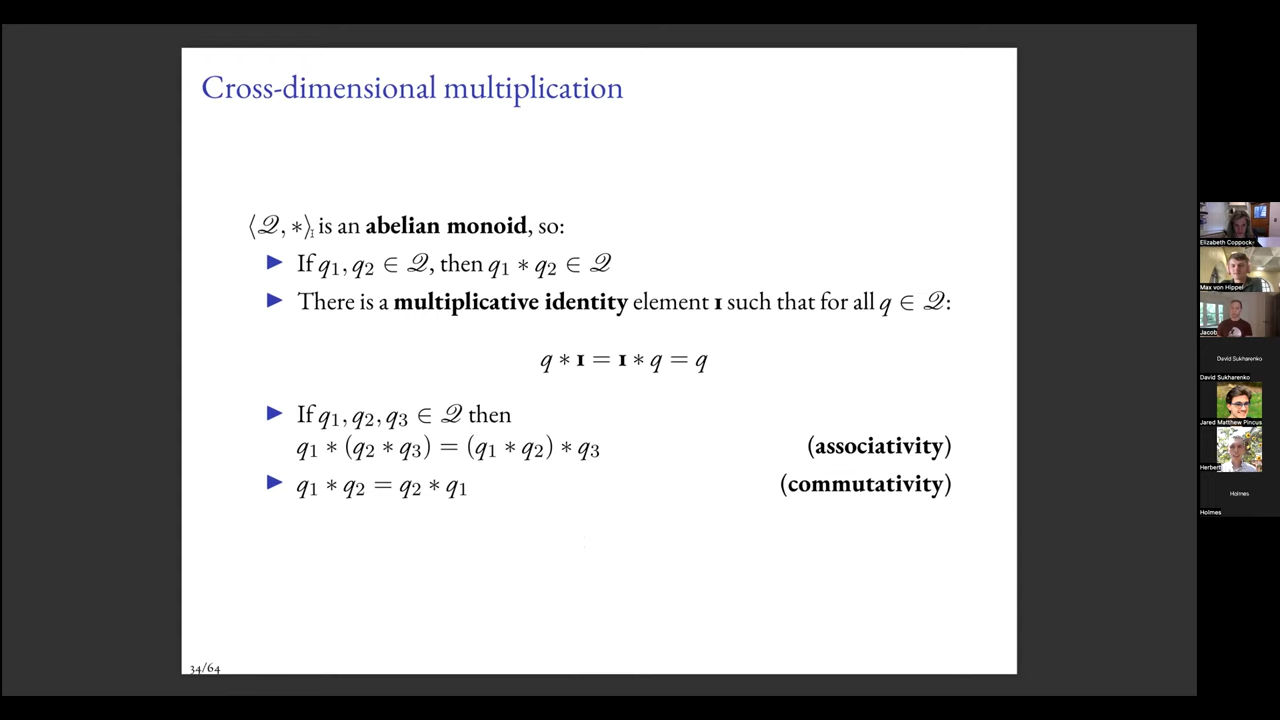 Cross-dimensional multiplication
⟨𝒬, ∗⟩ is an abelian monoid, so:
▶ If q₁, q₂ ∈ 𝒬, then q₁ ∗ q₂ ∈ 𝒬
▶ There is a multiplicative identity element 1 such that for all q ∈ 𝒬:
q ∗ 1 = 1 ∗ q = q
▶ If q₁, q₂, q₃ ∈ 𝒬 then
q₁ ∗ (q₂ ∗ q₃) = (q₁ ∗ q₂) ∗ q₃ (associativity)
▶ q₁ ∗ q₂ = q₂ ∗ q₁ (commutativity)
34/64
Elizabeth Coppock
Max von Hippel
Jacob
David Sukharenko
David Sukharenko
Jared Matthew Pincus
Herbert
Holmes
Holmes